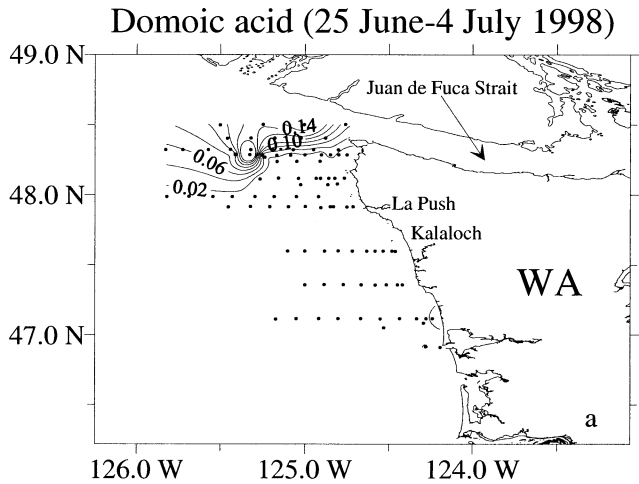 Domoic acid (25 June-4 July 1998)
49.0 N
Juan de Fuca Strait
0.14
0.10
0.06
0.02
48.0 N
La Push
Kalaloch
WA
47.0 N
a
126.0 W 125.0 W 124.0 W